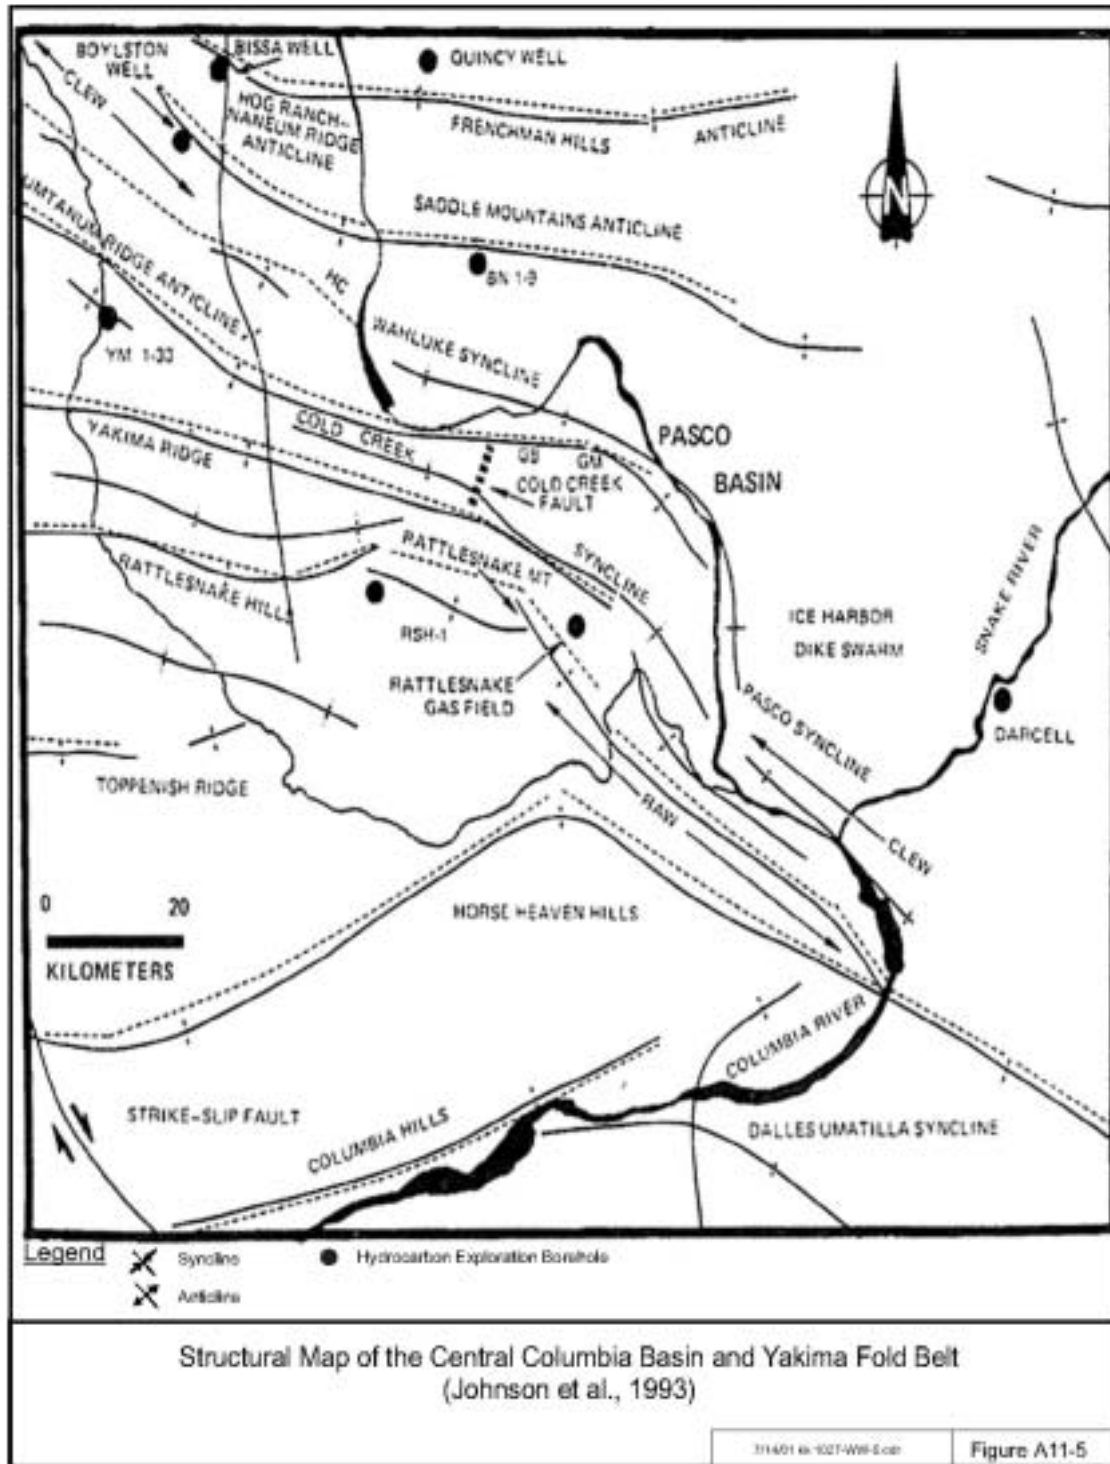 BOYLSTON
WELL
BISSA WELL
QUINCY WELL
CLEW
HOG RANCH-
NANEUM RIDGE
ANTICLINE
FRENCHMAN HILLS
ANTICLINE
N
UMTANUM RIDGE ANTICLINE
SADDLE MOUNTAINS ANTICLINE
BN 1-9
HC
YM 1-33
WAHLUKE SYNCLINE
PASCO
BASIN
YAKIMA RIDGE
COLD CREEK
GB
GM
COLD CREEK
FAULT
SYNCLINE
RATTLESNAKE HILLS
RATTLESNAKE MT
RSH-1
ICE HARBOR
DIKE SWARM
SNAKE RIVER
RATTLESNAKE
GAS FIELD
PASCO SYNCLINE
DARCELL
TOPPENISH RIDGE
RAW
CLEW
0 20
KILOMETERS
HORSE HEAVEN HILLS
COLUMBIA RIVER
STRIKE-SLIP FAULT
COLUMBIA HILLS
DALLES UMATILLA SYNCLINE
Legend
Syncline
Hydrocarbon Exploration Borehole
Anticline
Structural Map of the Central Columbia Basin and Yakima Fold Belt
(Johnson et al., 1993)
Figure A11-5